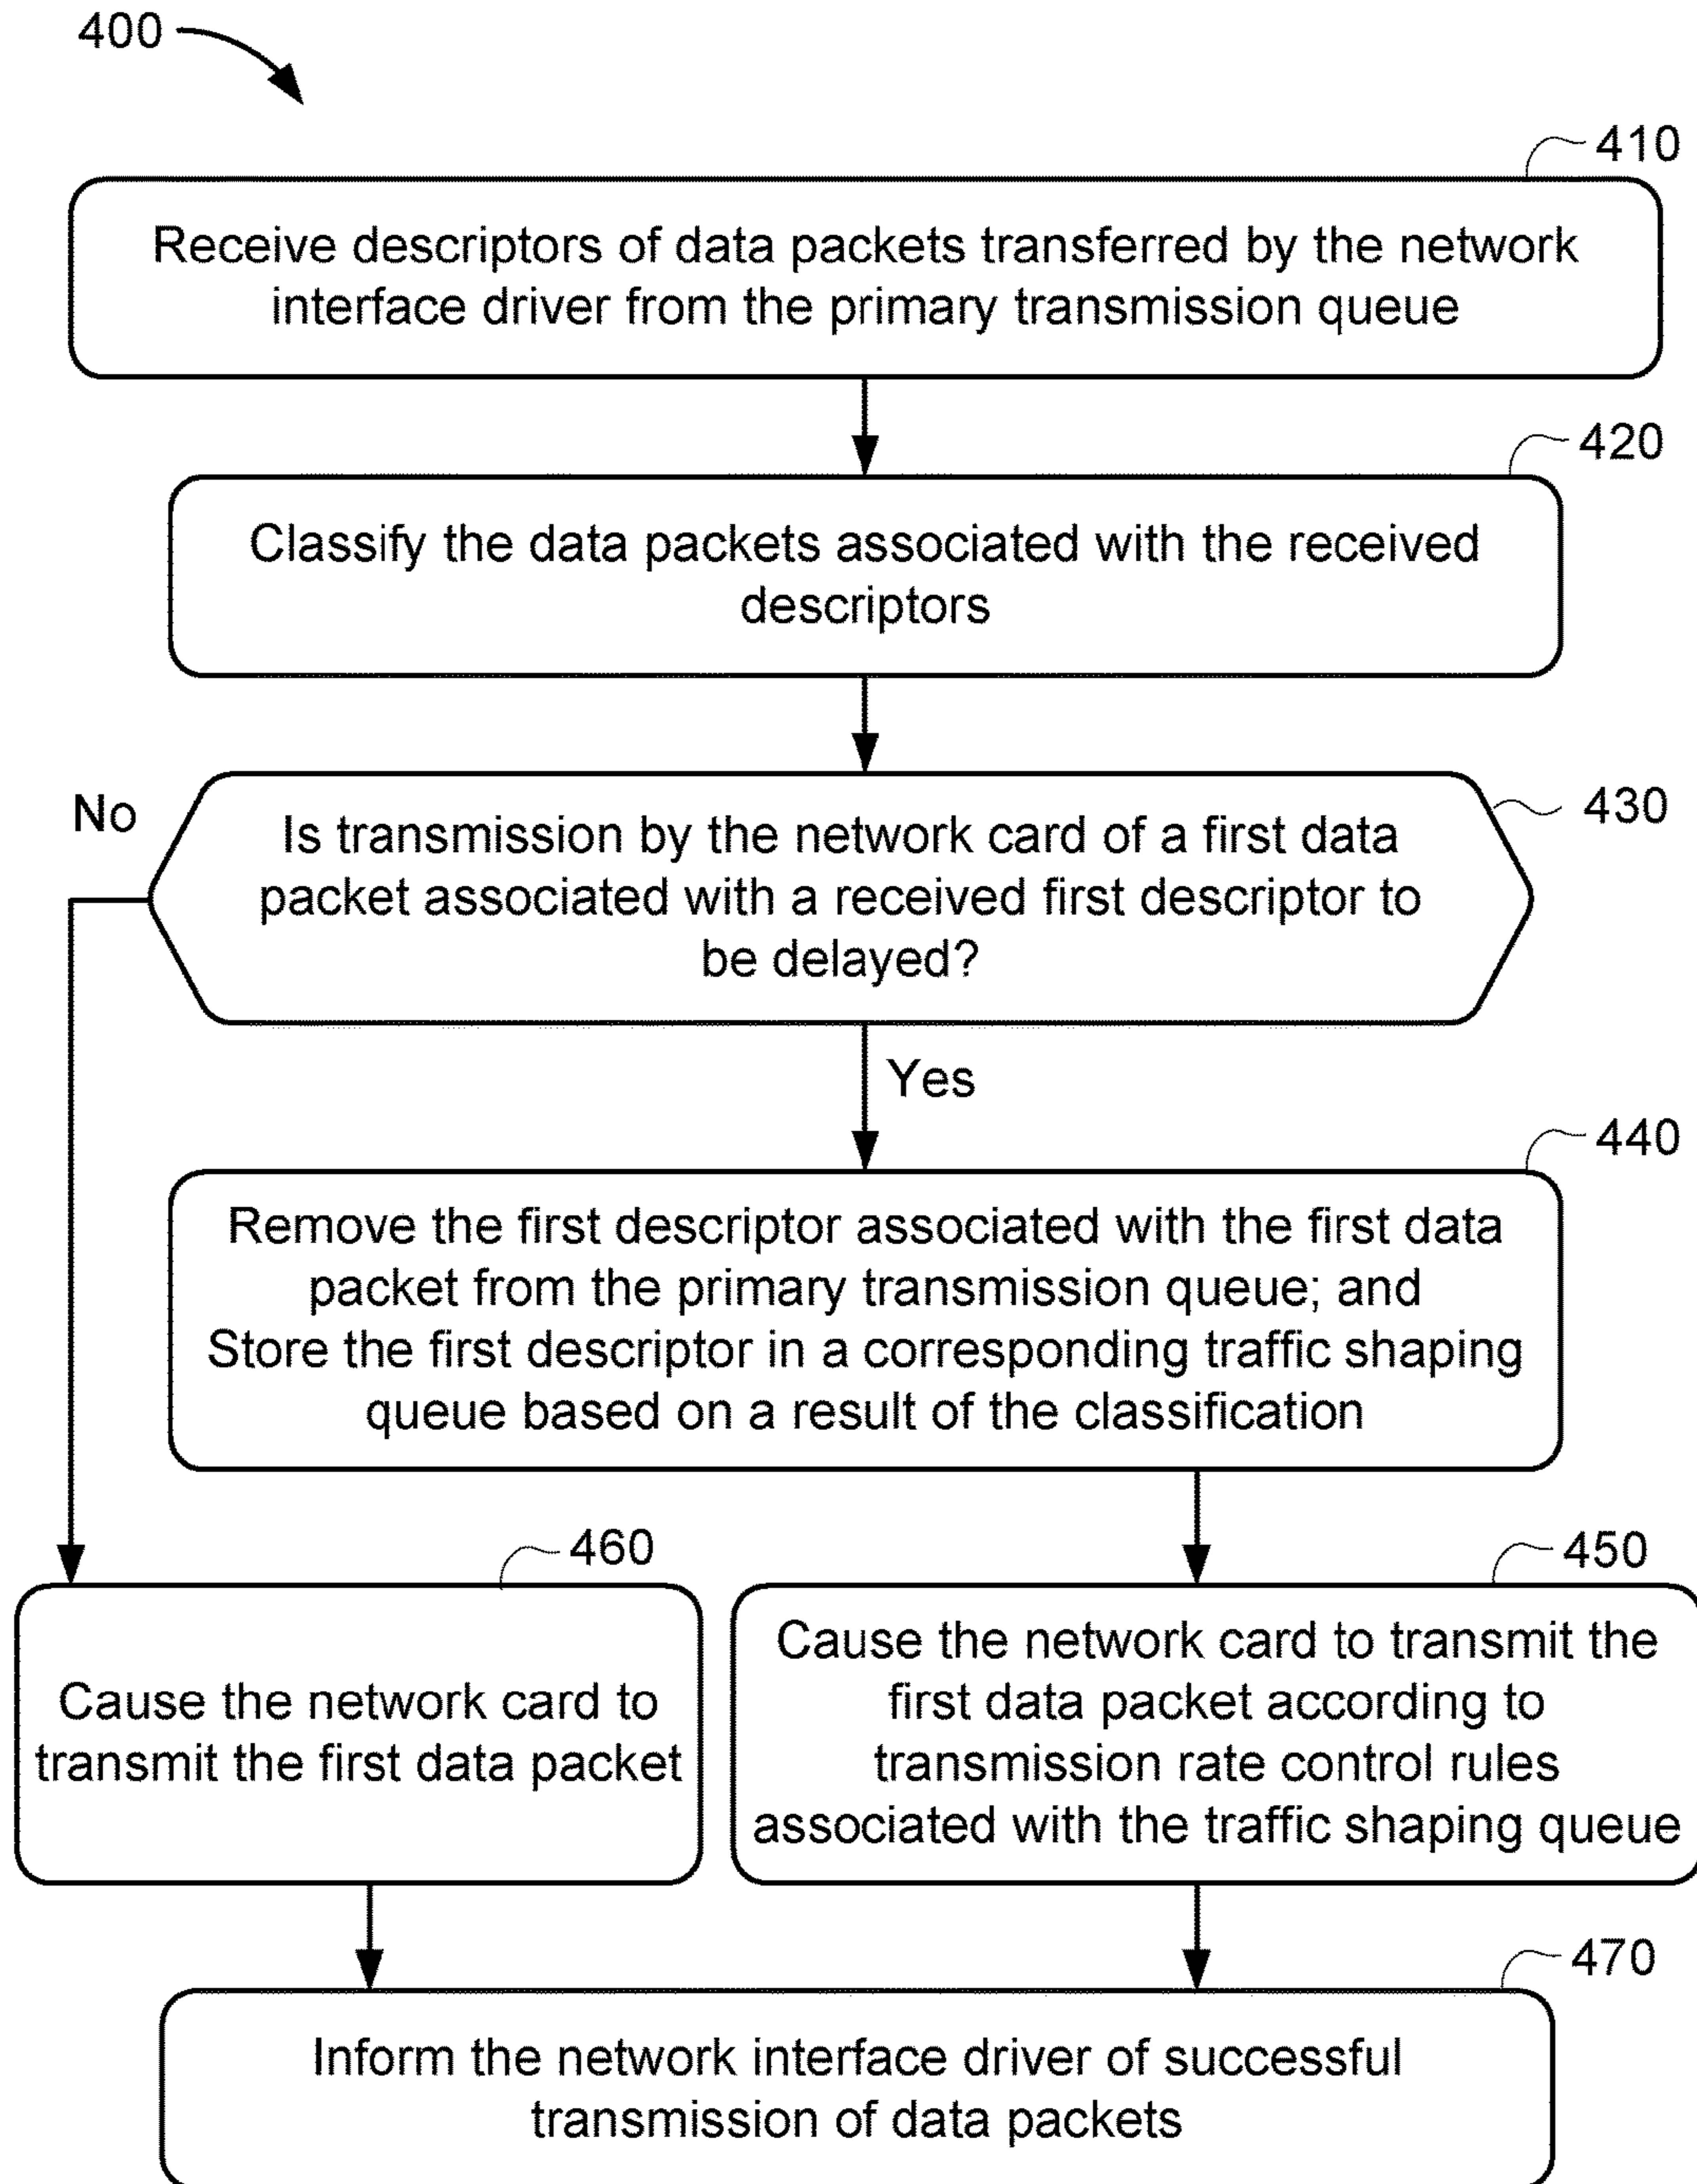 400
410
Receive descriptors of data packets transferred by the network
interface driver from the primary transmission queue
420
Classify the data packets associated with the received
descriptors
No
430
Is transmission by the network card of a first data
packet associated with a received first descriptor to
be delayed?
Yes
440
Remove the first descriptor associated with the first data
packet from the primary transmission queue; and
Store the first descriptor in a corresponding traffic shaping
queue based on a result of the classification
460
Cause the network card to
transmit the first data packet
450
Cause the network card to transmit the
first data packet according to
transmission rate control rules
associated with the traffic shaping queue
470
Inform the network interface driver of successful
transmission of data packets